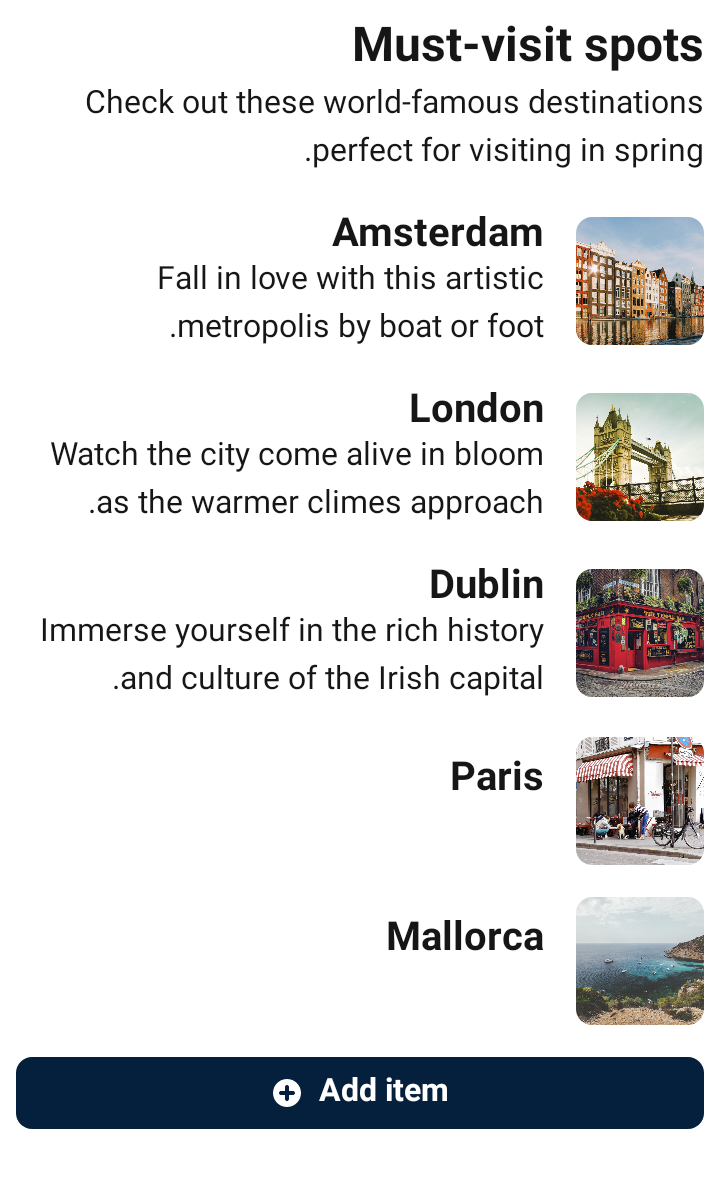 Must-visit spots
Check out these world-famous destinations
.perfect for visiting in spring
Amsterdam
Fall in love with this artistic
.metropolis by boat or foot
London
Watch the city come alive in bloom
.as the warmer climes approach
Dublin
Immerse yourself in the rich history
.and culture of the Irish capital
Paris
Mallorca
Add item